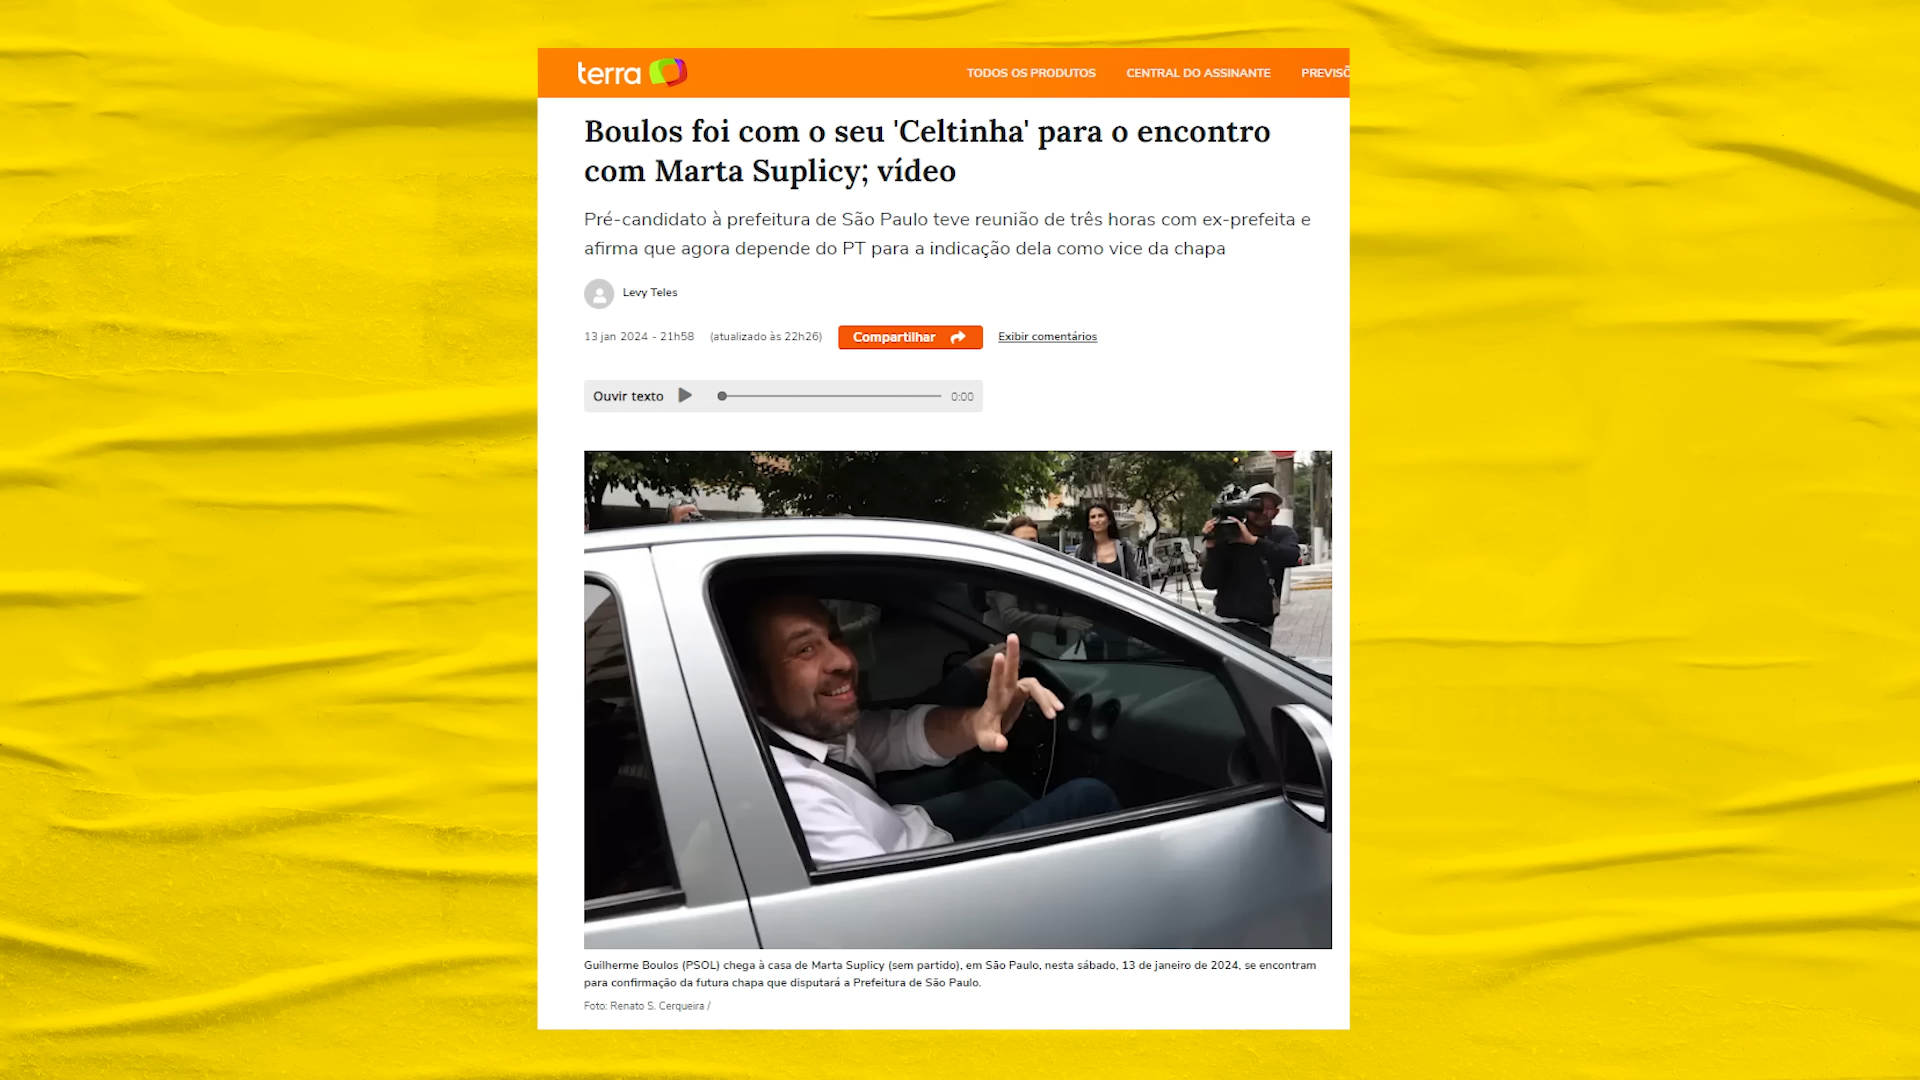 terra
TODOS OS PRODUTOS CENTRAL DO ASSINANTE PREVISÕ
Boulos foi com o seu 'Celtinha' para o encontro
com Marta Suplicy; vídeo
Pré-candidato à prefeitura de São Paulo teve reunião de três horas com ex-prefeita e
afirma que agora depende do PT para a indicação dela como vice da chapa
Levy Teles
13 jan 2024 - 21h58 (atualizado às 22h26) Compartilhar Exibir comentários
Ouvir texto 0:00
Guilherme Boulos (PSOL) chega à casa de Marta Suplicy (sem partido), em São Paulo, nesta sábado, 13 de janeiro de 2024, se encontram
para confirmação da futura chapa que disputará a Prefeitura de São Paulo.
Foto: Renato S. Cerqueira /